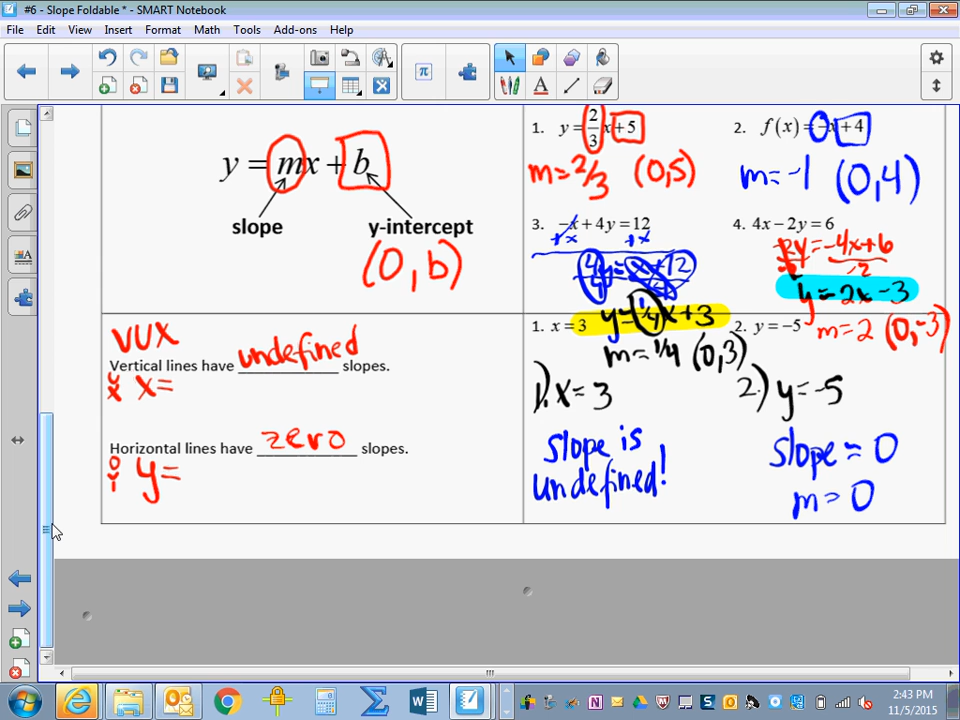 #6 - Slope Foldable * - SMART Notebook
File Edit View Insert Format Math Tools Add-ons Help
y = mx + b
slope
y-intercept
(0, b)
1. y = 2/3 x + 5
m = 2/3 (0,5)
2. f(x) = -x + 4
m = -1 (0,4)
3. -x + 4y = 12
+x +x
4y = x + 12
4
y = 1/4 x + 3
m = 1/4 (0,3)
4. 4x - 2y = 6
-2y = -4x + 6
-2
y = 2x - 3
m = 2 (0,-3)
VUX
Vertical lines have undefined slopes.
V
U
X
x =
Horizontal lines have zero slopes.
H
O
Y
y =
1. x = 3
1). x = 3
slope is
undefined!
2. y = -5
2.) y = -5
slope = 0
m = 0
2:43 PM
11/5/2015